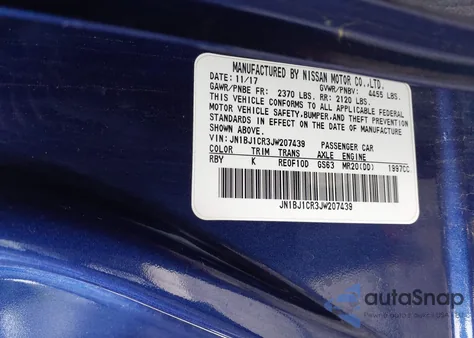 MANUFACTURED BY NISSAN MOTOR CO.,LTD.
DATE: 11/17 GVWR/PNBV: 4455 LBS.
GAWR/PNBE FR: 2370 LBS. RR: 2120 LBS.
THIS VEHICLE CONFORMS TO ALL APPLICABLE FEDERAL
MOTOR VEHICLE SAFETY,BUMPER,AND THEFT PREVENTION
STANDARDS IN EFFECT ON THE DATE OF MANUFACTURE
SHOWN ABOVE.
VIN: JN1BJ1CR3JW207439 PASSENGER CAR
COLOR TRIM TRANS AXLE ENGINE
RBY K RE0F10D GS63 MR20(DD) 1997CC
JN1BJ1CR3JW207439
autoSnap